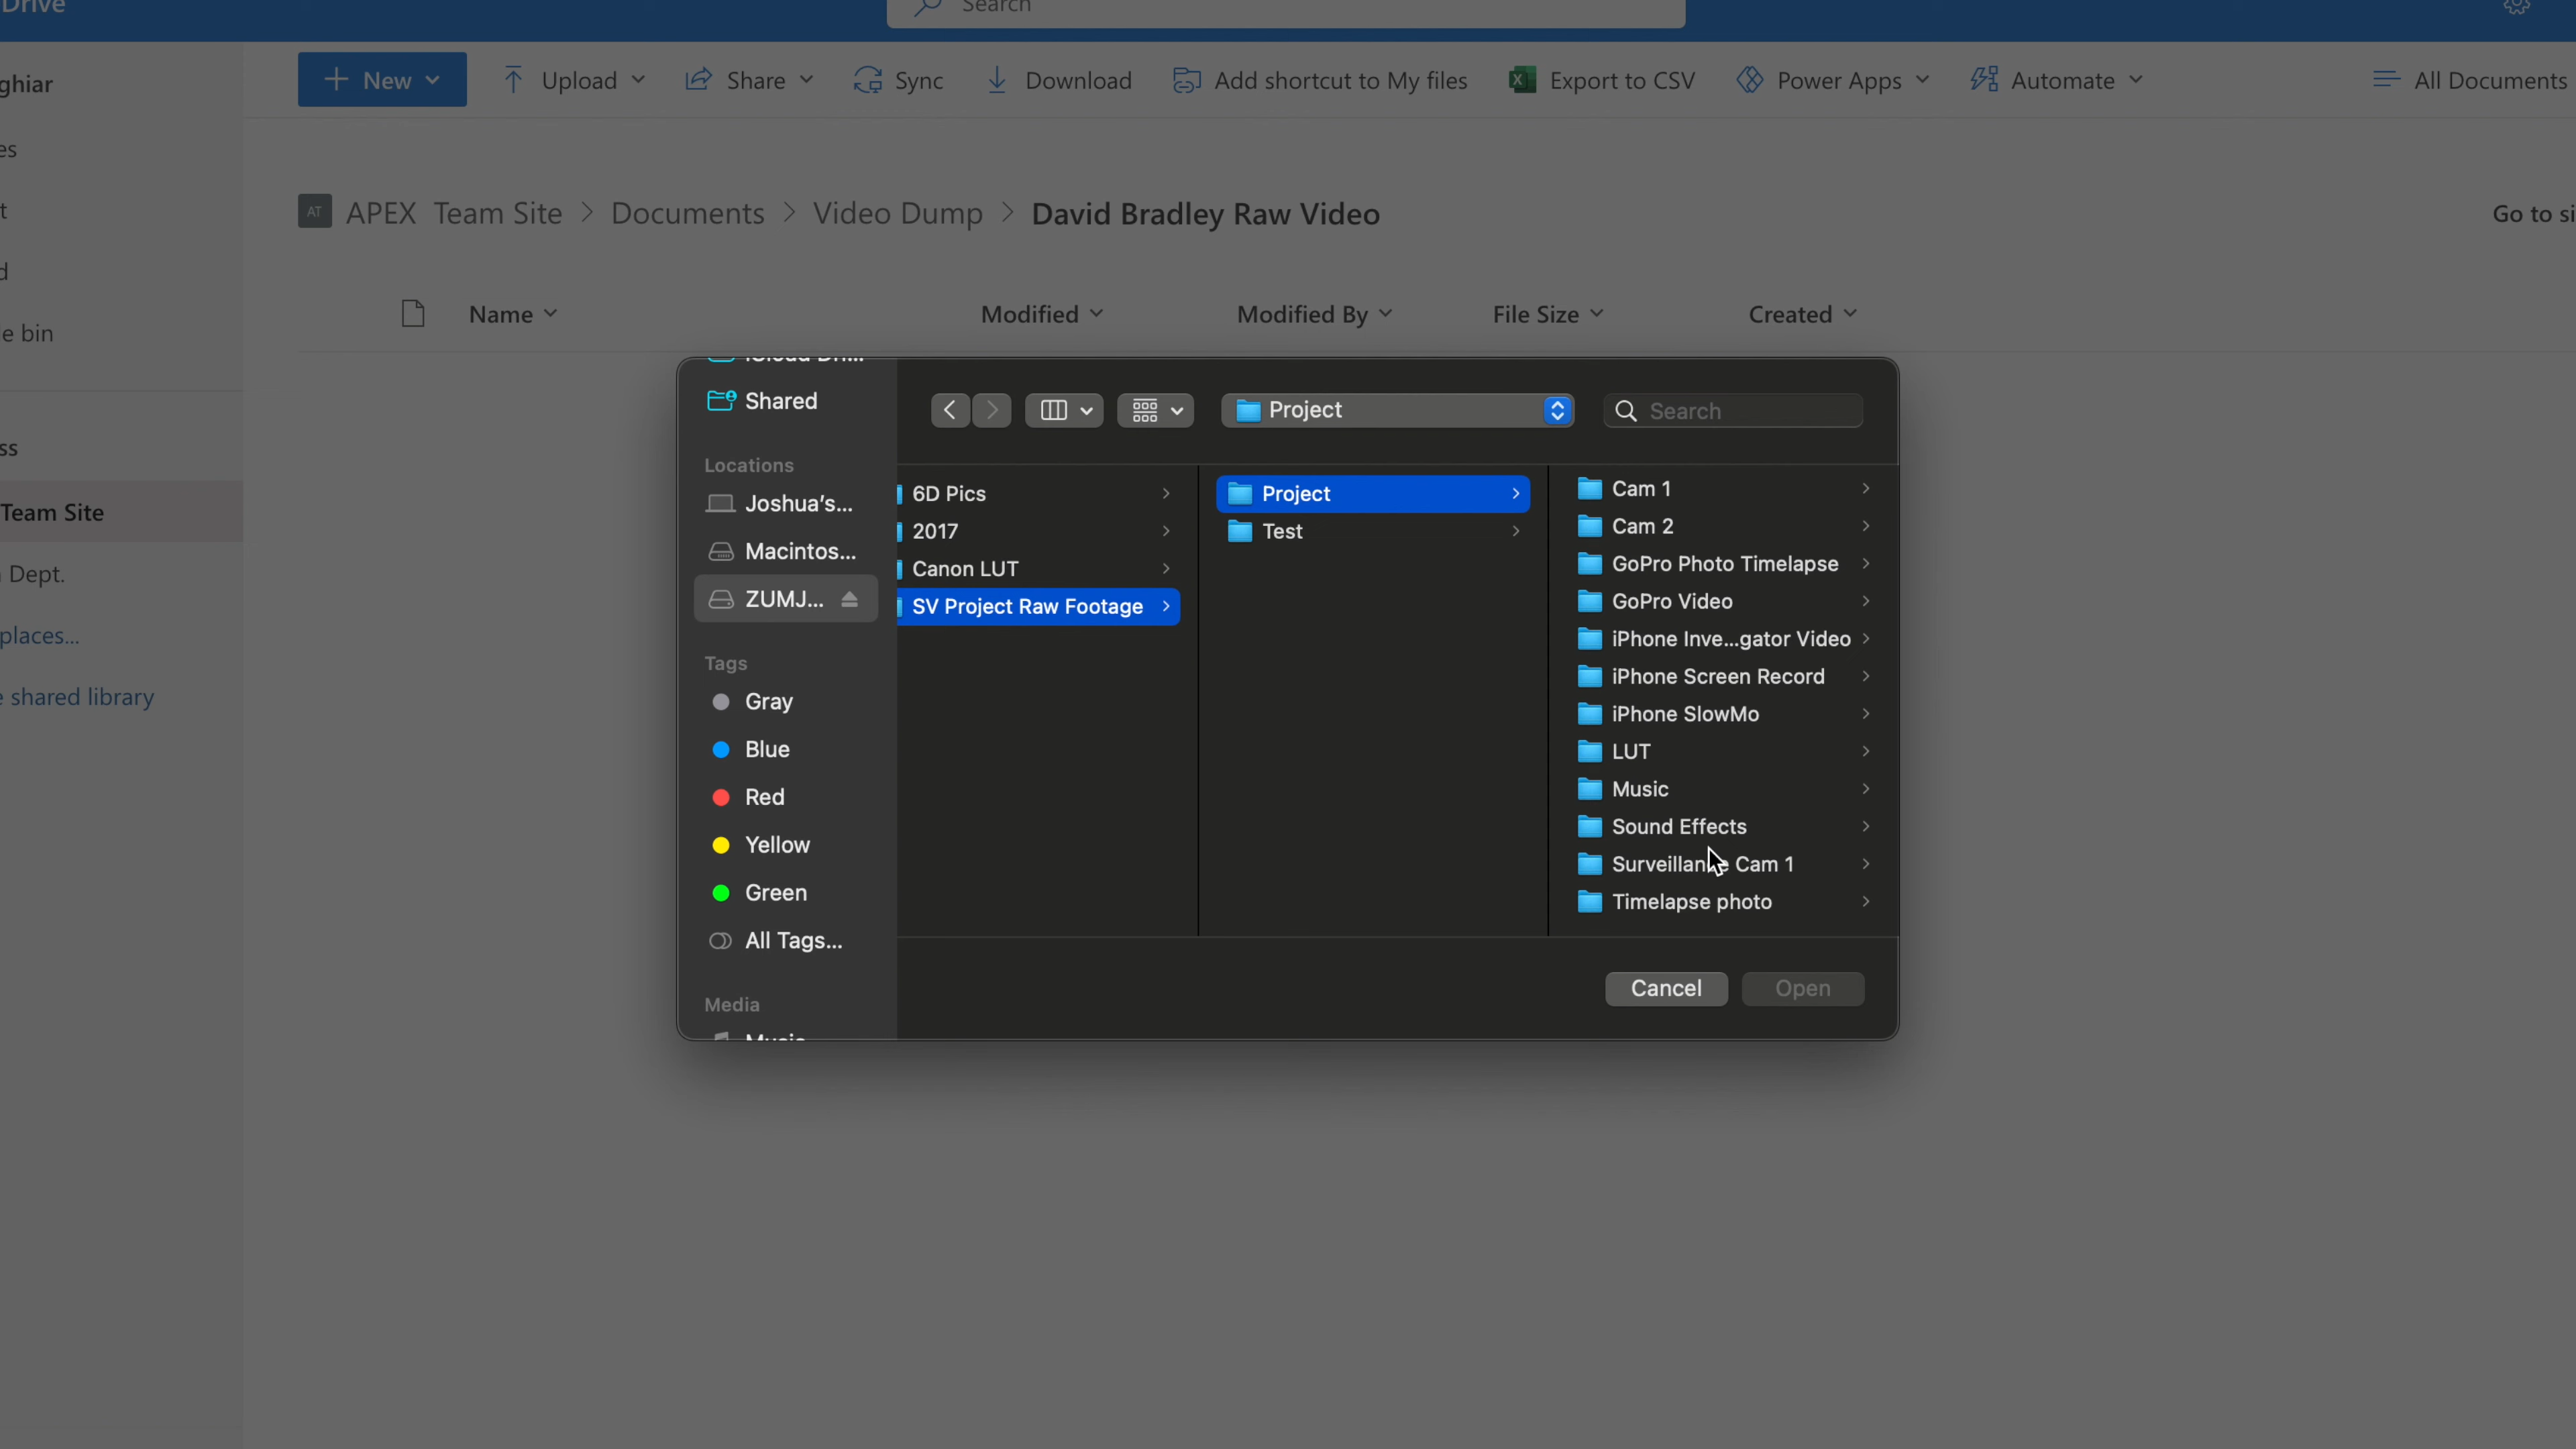 Drive
Search
ghiar
New
Upload
Share
Sync
Download
Add shortcut to My files
Export to CSV
Power Apps
Automate
All Documents
es
t
d
e bin
ss
Team Site
Dept.
places...
e shared library
AT APEX Team Site > Documents > Video Dump > David Bradley Raw Video
Go to si
Name
Modified
Modified By
File Size
Created
Shared
Locations
Joshua's...
Macintos...
ZUMJ...
Tags
Gray
Blue
Red
Yellow
Green
All Tags...
Media
Music
Project
Search
6D Pics
2017
Canon LUT
SV Project Raw Footage
Project
Test
Cam 1
Cam 2
GoPro Photo Timelapse
GoPro Video
iPhone Inve...gator Video
iPhone Screen Record
iPhone SlowMo
LUT
Music
Sound Effects
Surveillance Cam 1
Timelapse photo
Cancel
Open